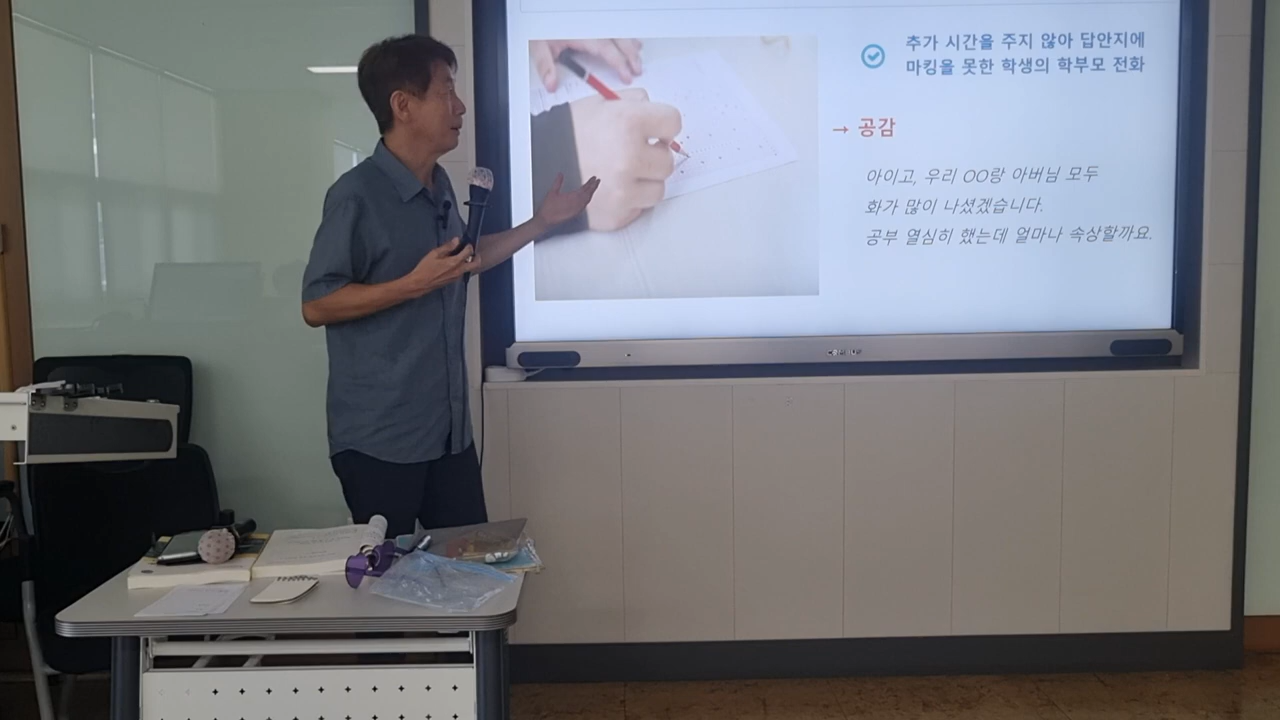 추가 시간을 주지 않아 답안지에
마킹을 못한 학생의 학부모 전화
→ 공감
아이고, 우리 OO랑 아버님 모두
화가 많이 나셨겠습니다.
공부 열심히 했는데 얼마나 속상할까요.